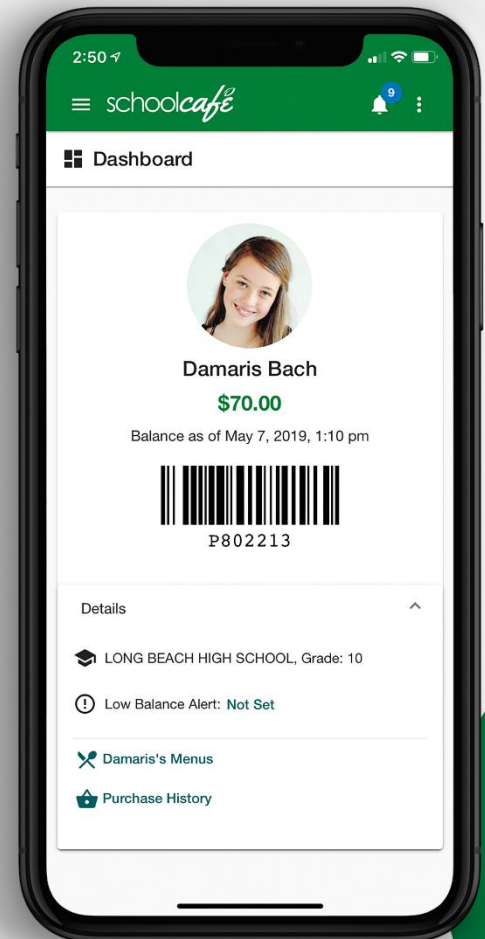 2:50
schoolcafé
9
Dashboard
Damaris Bach
$70.00
Balance as of May 7, 2019, 1:10 pm
P802213
Details
LONG BEACH HIGH SCHOOL, Grade: 10
Low Balance Alert: Not Set
Damaris's Menus
Purchase History